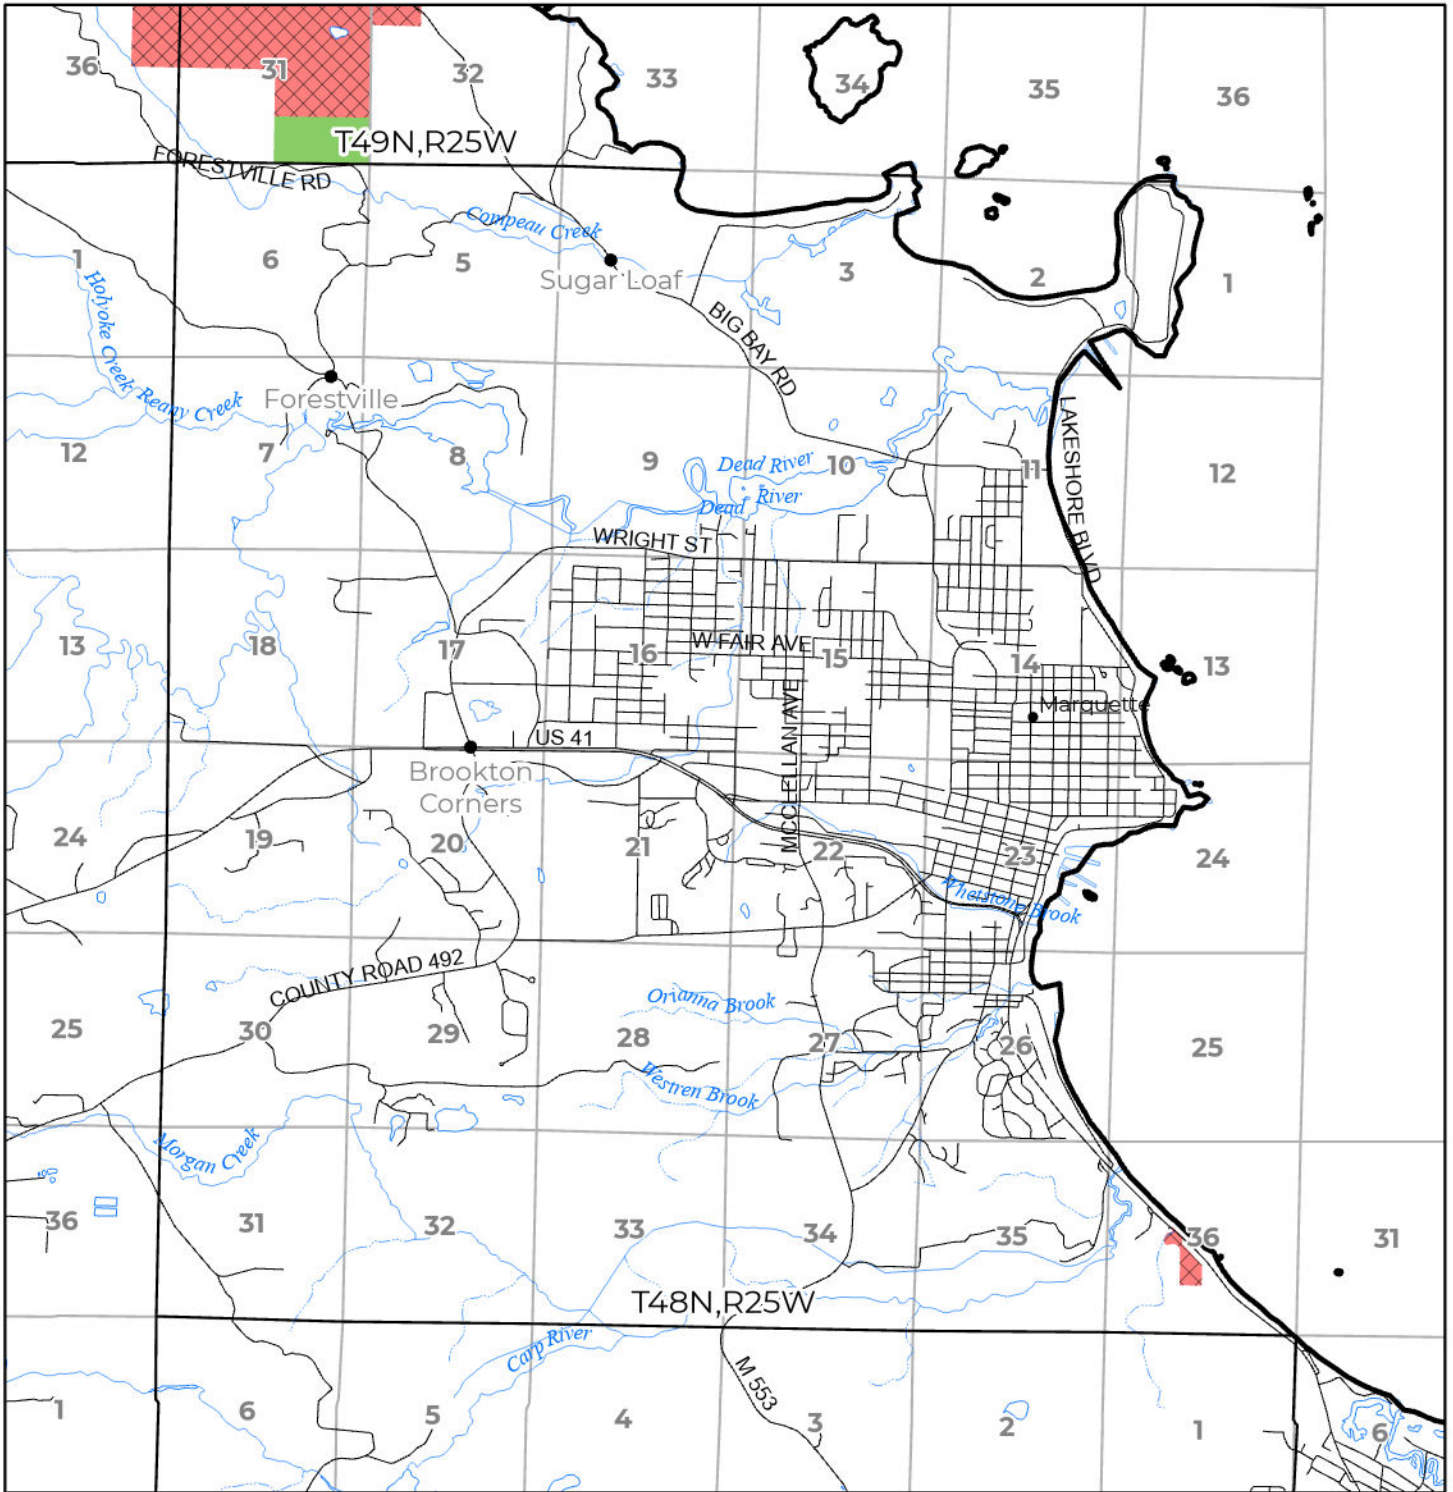 36
31
32
33
34
35
36
T49N,R25W
FORESTVILLE RD
Compeau Creek
1
6
5
Sugar Loaf
3
2
1
Holyoke Creek
BIG BAY RD
Reany Creek
Forestville
LAKESHORE BLVD
12
7
8
9
Dead River
10
11
12
Dead River
WRIGHT ST
13
18
17
16
W FAIR AVE
15
14
13
Marquette
MCCLELLAN AVE
US 41
Brookton
Corners
24
19
20
21
22
23
24
Whetstone Brook
COUNTY ROAD 492
Orianna Brook
25
30
29
28
27
26
25
Westren Brook
Morgan Creek
36
31
32
33
34
35
36
31
T48N,R25W
Carp River
M 553
1
6
5
4
3
2
1
6